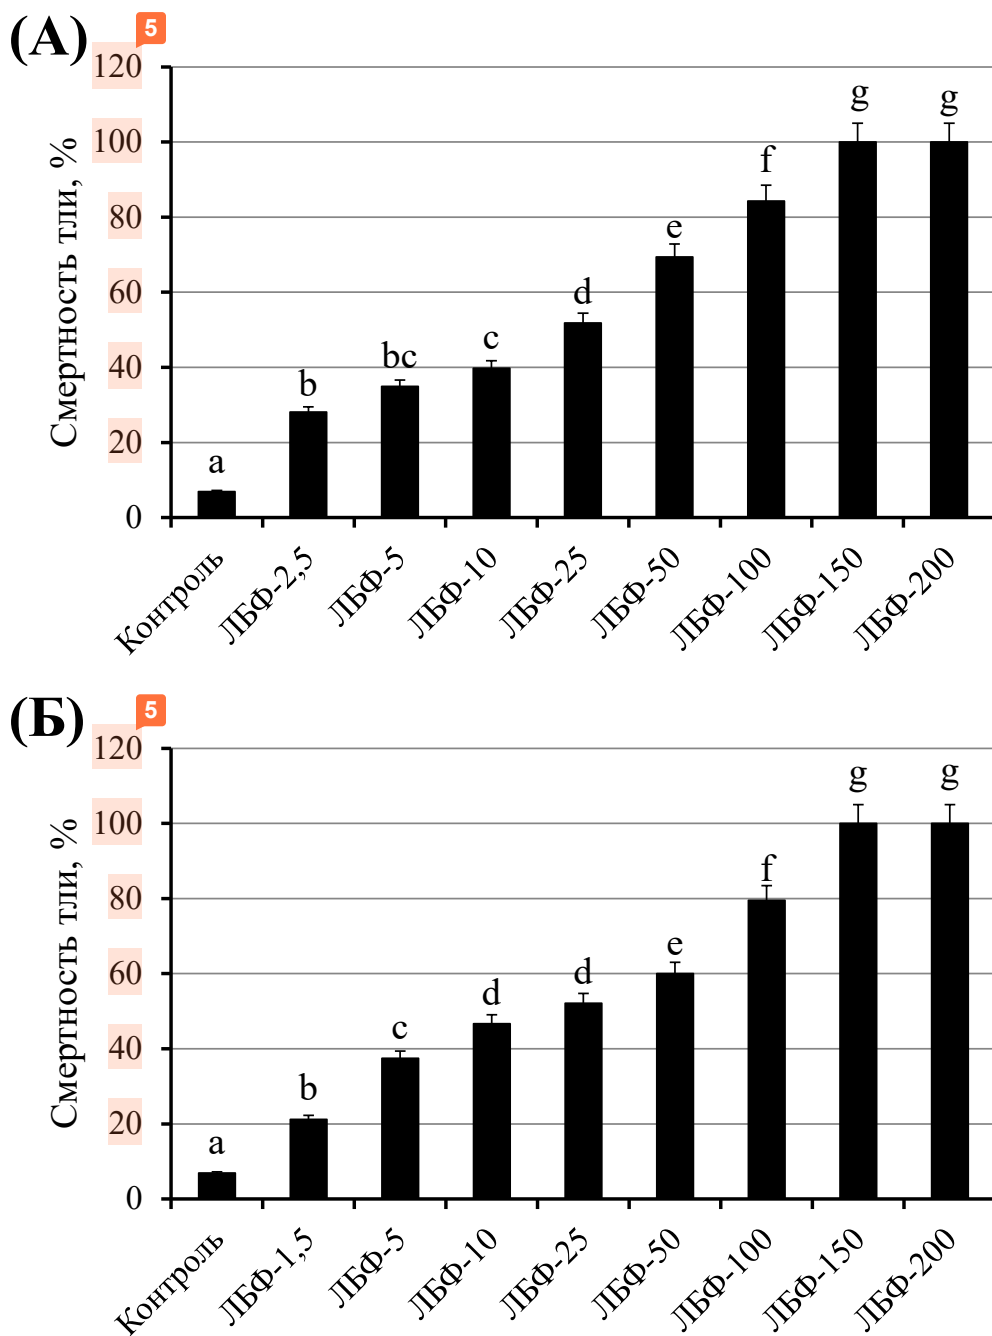 (А)
5
120
100
80
60
40
20
0
Смертность тли, %
a
b
bc
c
d
e
f
g
g
Контроль
ЛБФ-2,5
ЛБФ-5
ЛБФ-10
ЛБФ-25
ЛБФ-50
ЛБФ-100
ЛБФ-150
ЛБФ-200
(Б)
5
120
100
80
60
40
20
0
Смертность тли, %
a
b
c
d
d
e
f
g
g
Контроль
ЛБФ-1,5
ЛБФ-5
ЛБФ-10
ЛБФ-25
ЛБФ-50
ЛБФ-100
ЛБФ-150
ЛБФ-200